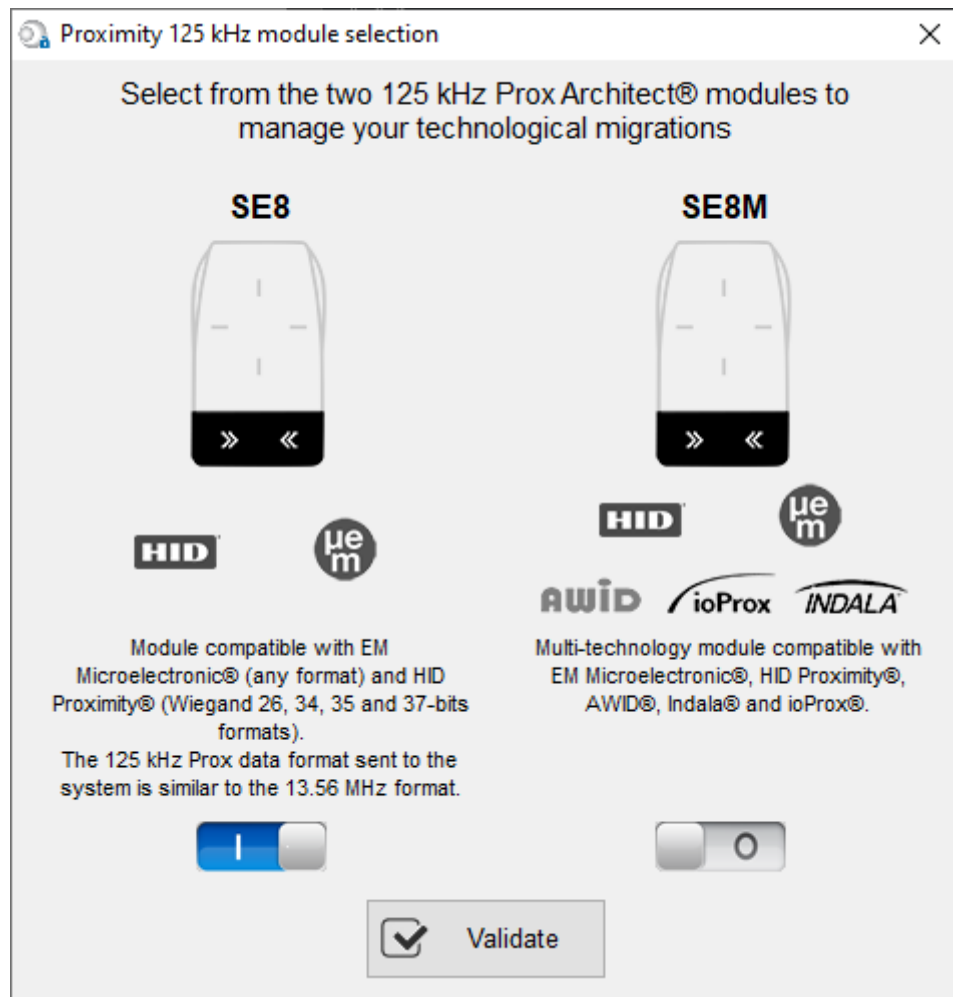 Proximity 125 kHz module selection
Select from the two 125 kHz Prox Architect® modules to
manage your technological migrations
SE8
SE8M
HID
µem
HID
µem
AWID
ioProx
INDALA
Module compatible with EM
Microelectronic® (any format) and HID
Proximity® (Wiegand 26, 34, 35 and 37-bits
formats).
The 125 kHz Prox data format sent to the
system is similar to the 13.56 MHz format.
Multi-technology module compatible with
EM Microelectronic®, HID Proximity®,
AWID®, Indala® and ioProx®.
I
O
Validate